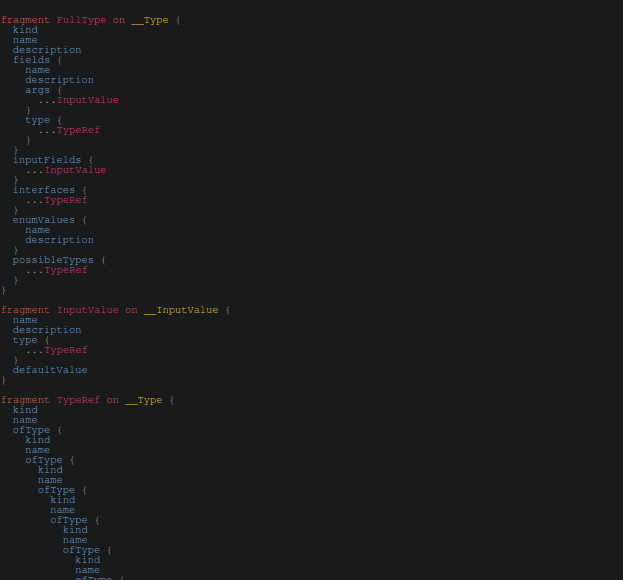 fragment FullType on __Type {
  kind
  name
  description
  fields {
    name
    description
    args {
      ...InputValue
    }
    type {
      ...TypeRef
    }
  }
  inputFields {
    ...InputValue
  }
  interfaces {
    ...TypeRef
  }
  enumValues {
    name
    description
  }
  possibleTypes {
    ...TypeRef
  }
}
fragment InputValue on __InputValue {
  name
  description
  type {
    ...TypeRef
  }
  defaultValue
}
fragment TypeRef on __Type {
  kind
  name
  ofType {
    kind
    name
    ofType {
      kind
      name
      ofType {
        kind
        name
        ofType {
          kind
          name
          ofType {
            kind
            name
            ofType {